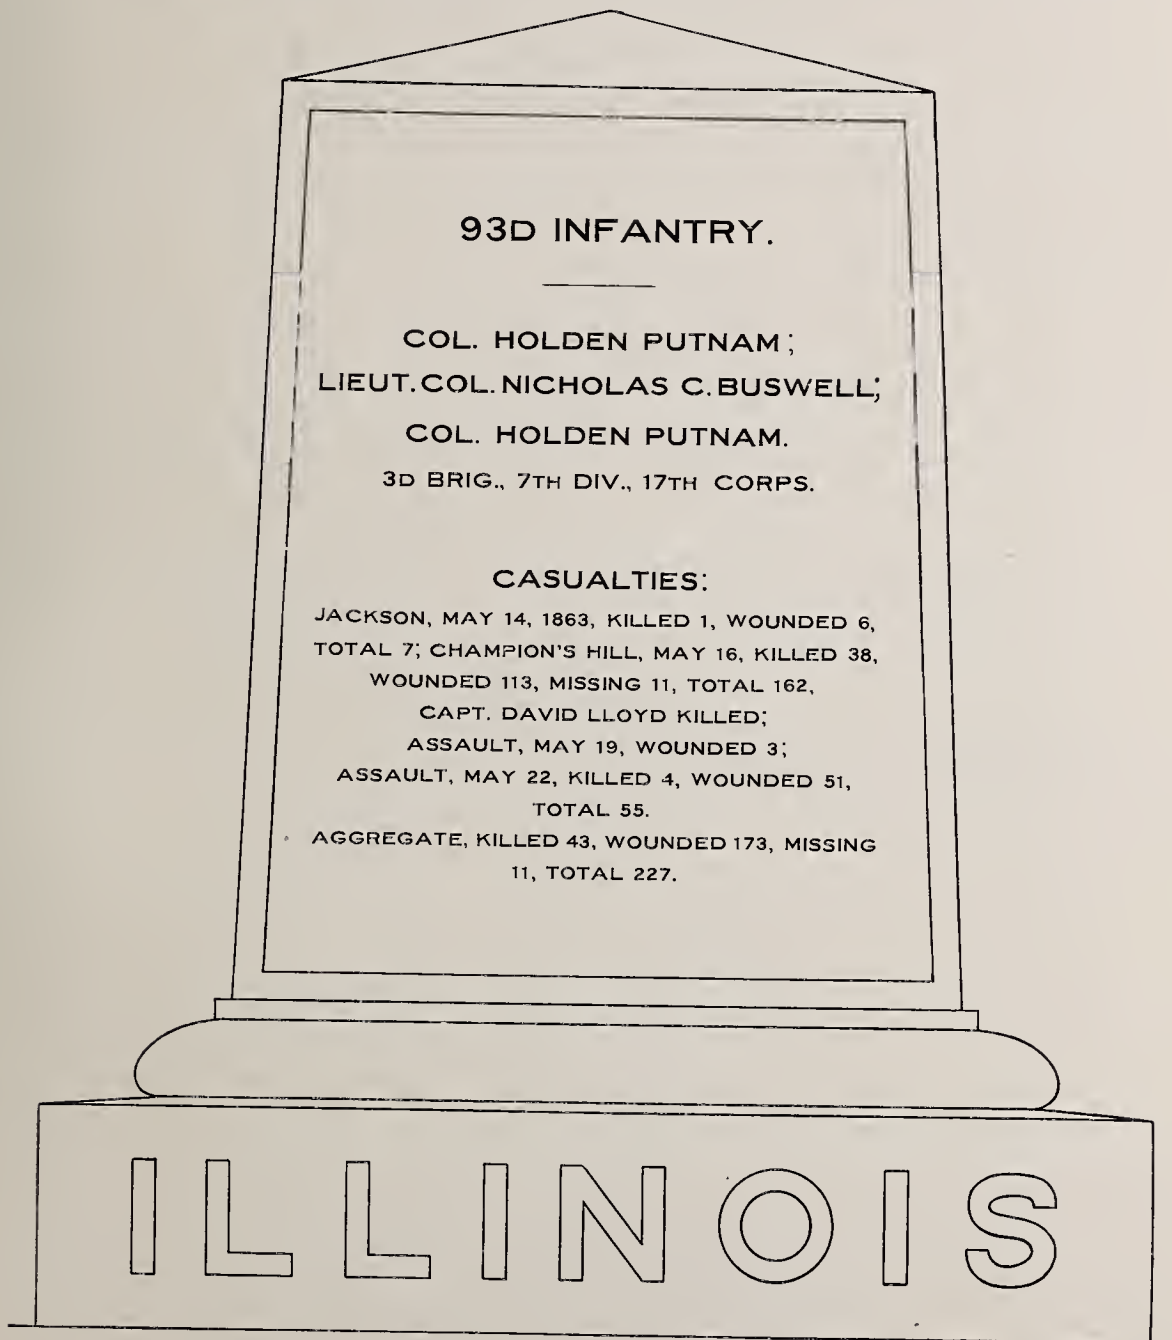 93D INFANTRY.
COL. HOLDEN PUTNAM;
LIEUT. COL. NICHOLAS C. BUSWELL;
COL. HOLDEN PUTNAM.
3D BRIG., 7TH DIV., 17TH CORPS.
CASUALTIES:
JACKSON, MAY 14, 1863, KILLED 1, WOUNDED 6,
TOTAL 7; CHAMPION'S HILL, MAY 16, KILLED 38,
WOUNDED 113, MISSING 11, TOTAL 162,
CAPT. DAVID LLOYD KILLED;
ASSAULT, MAY 19, WOUNDED 3;
ASSAULT, MAY 22, KILLED 4, WOUNDED 51,
TOTAL 55.
AGGREGATE, KILLED 43, WOUNDED 173, MISSING
11, TOTAL 227.
ILLINOIS